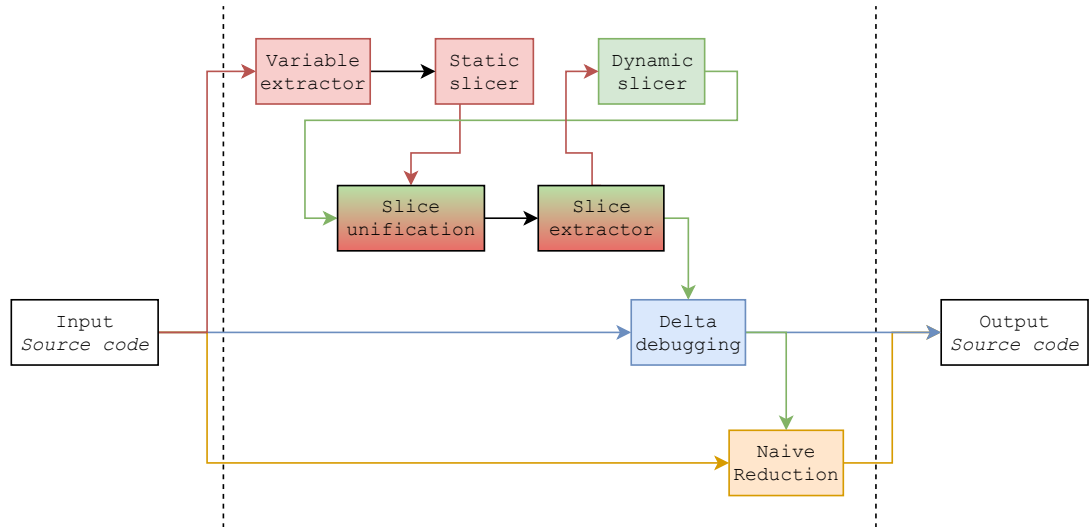 Variable
extractor
Static
slicer
Dynamic
slicer
Slice
unification
Slice
extractor
Input
Source code
Delta
debugging
Output
Source code
Naive
Reduction